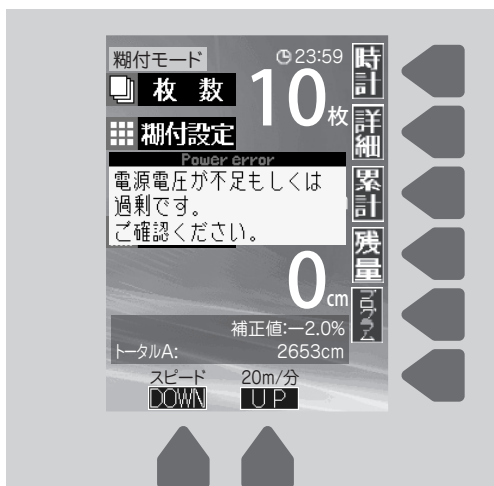 糊付モード
23:59
時計
枚数
10枚
詳細
糊付設定
Power error
電源電圧が不足もしくは
過剰です。
ご確認ください。
累計
残量
0cm
プログラム
補正値:－2.0%
トータルA: 2653cm
スピード 20m/分
DOWN UP